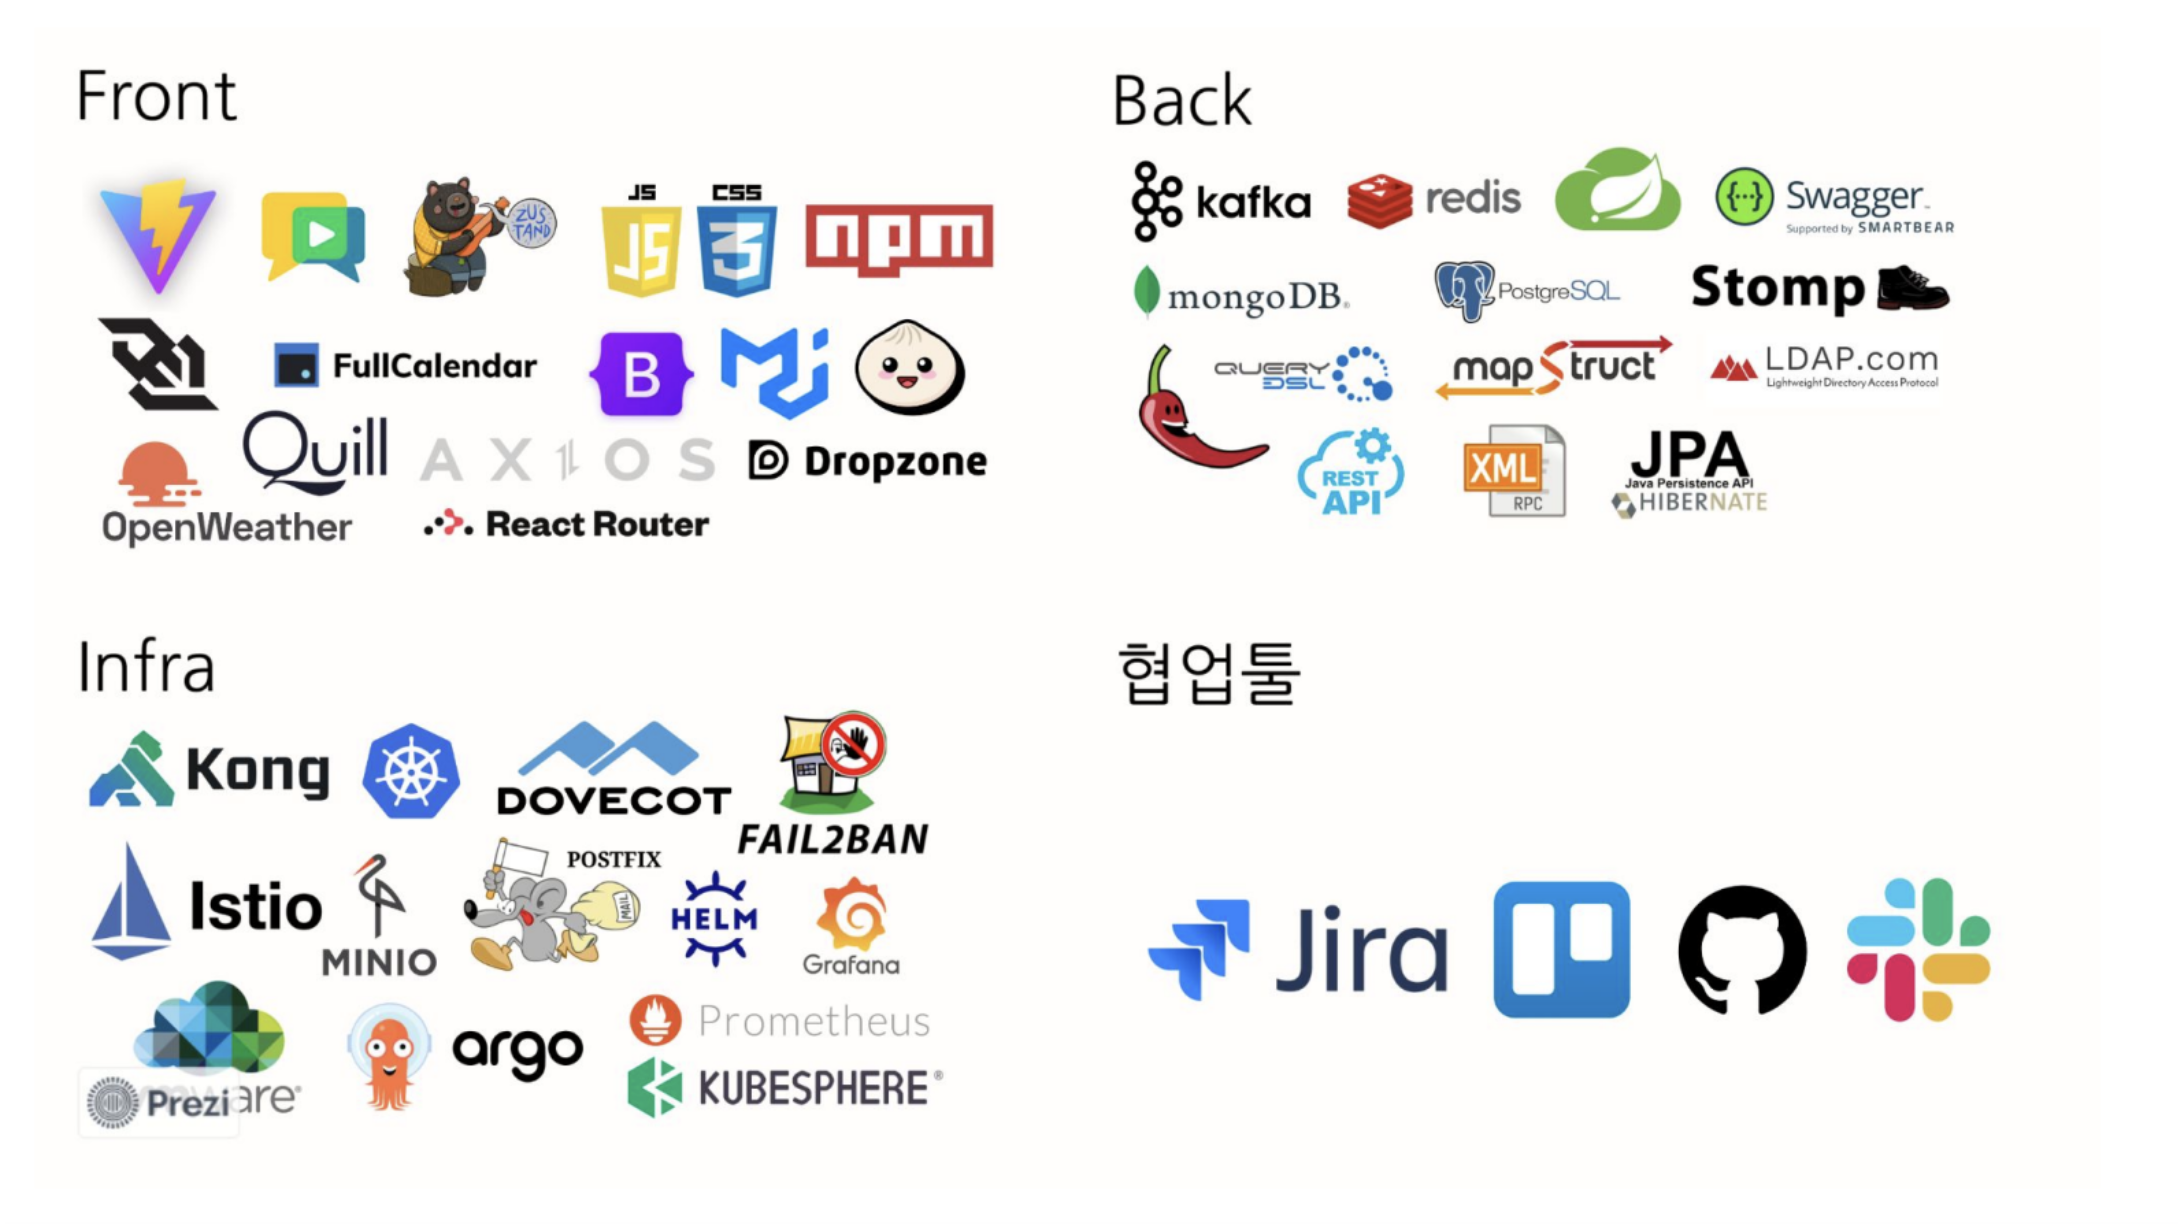 Front
JS
CSS
ZUS
TAND
JS
3
npm
FullCalendar
B
Quill
AXIOS
Dropzone
OpenWeather
React Router
Back
kafka
redis
{...}
Swagger
Supported by SMARTBEAR
mongoDB®
PostgreSQL
Stomp
QUERY
DSL
mapStruct
LDAP.com
Lightweight Directory Access Protocol
REST
API
XML
RPC
JPA
Java Persistence API
HIBERNATE
Infra
Kong
DOVECOT
FAIL2BAN
Istio
MINIO
POSTFIX
MAIL
HELM
Grafana
argo
Prometheus
KUBESPHERE®
mware®
Prezi
협업툴
Jira